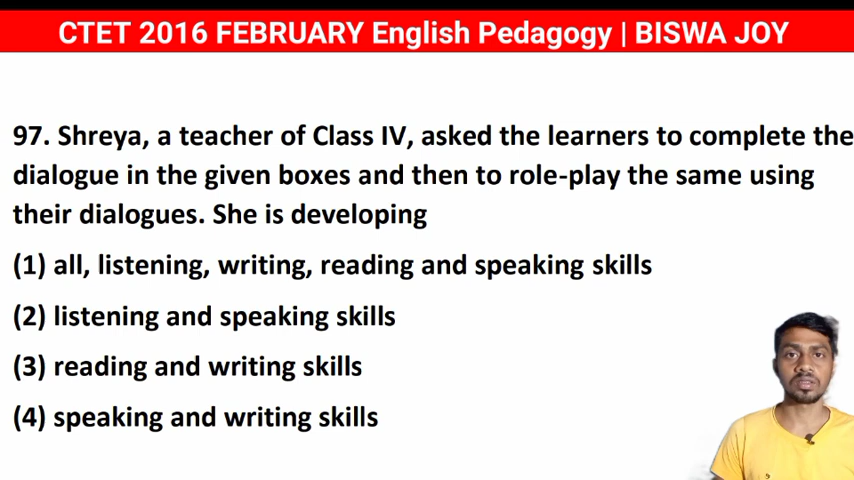 CTET 2016 FEBRUARY English Pedagogy | BISWA JOY
97. Shreya, a teacher of Class IV, asked the learners to complete the
dialogue in the given boxes and then to role-play the same using
their dialogues. She is developing
(1) all, listening, writing, reading and speaking skills
(2) listening and speaking skills
(3) reading and writing skills
(4) speaking and writing skills